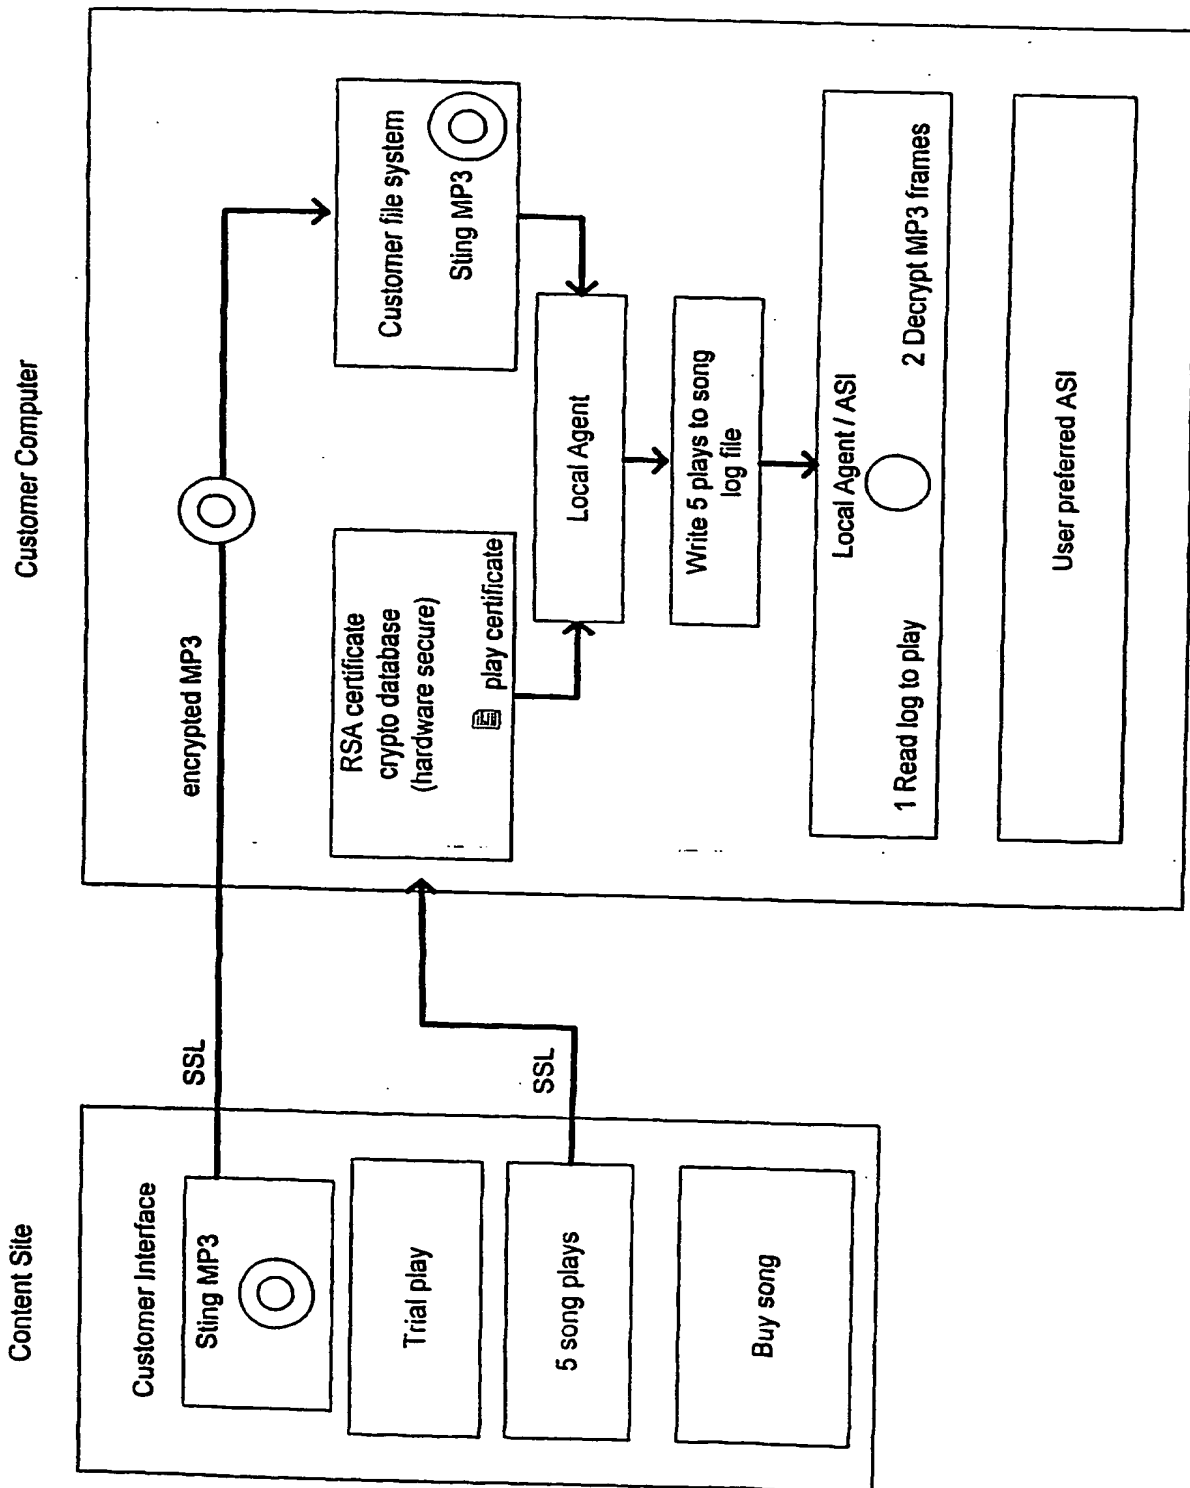 Content Site
Customer Interface
Sting MP3
Trial play
5 song plays
Buy song
SSL
SSL
encrypted MP3
Customer Computer
RSA certificate
crypto database
(hardware secure)
play certificate
Customer file system
Sting MP3
Local Agent
Write 5 plays to song
log file
Local Agent / ASI
1 Read log to play
2 Decrypt MP3 frames
User preferred ASI